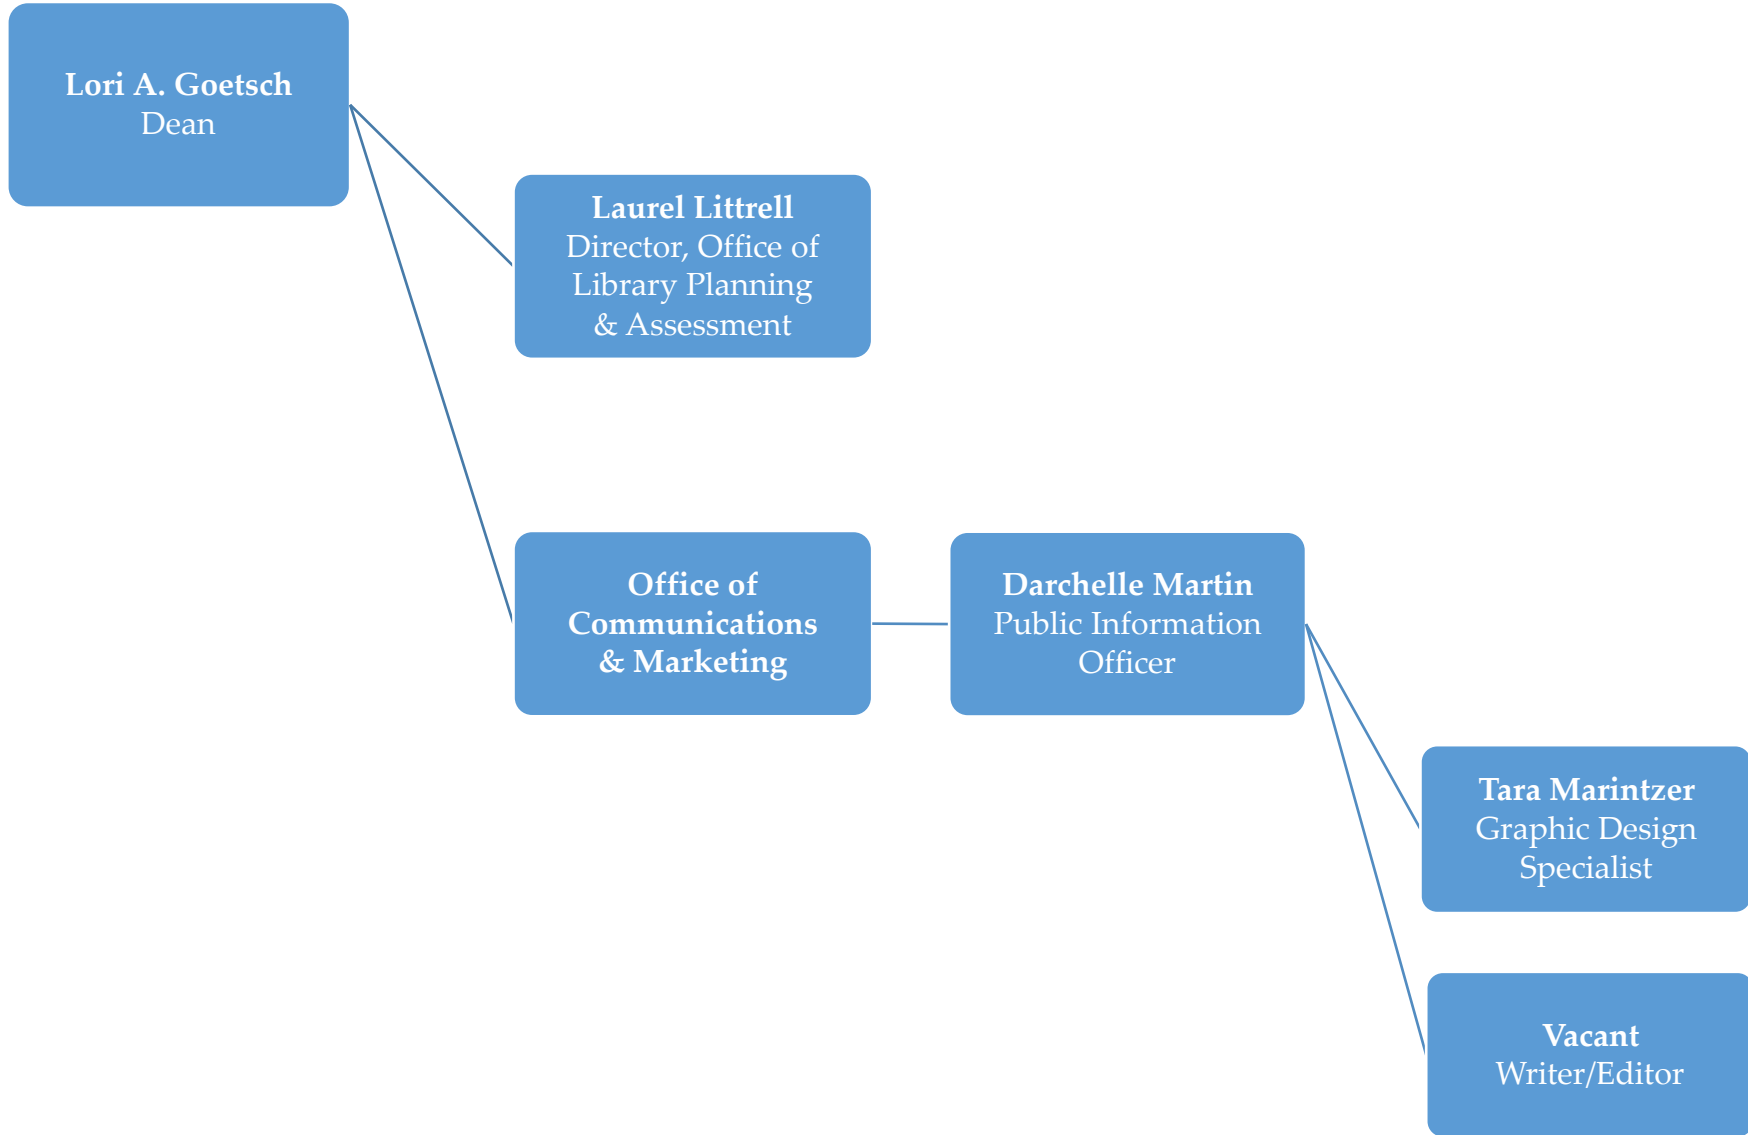 Lori A. Goetsch
Dean
Laurel Littrell
Director, Office of
Library Planning
& Assessment
Office of
Communications
& Marketing
Darchelle Martin
Public Information
Officer
Tara Marintzer
Graphic Design
Specialist
Vacant
Writer/Editor